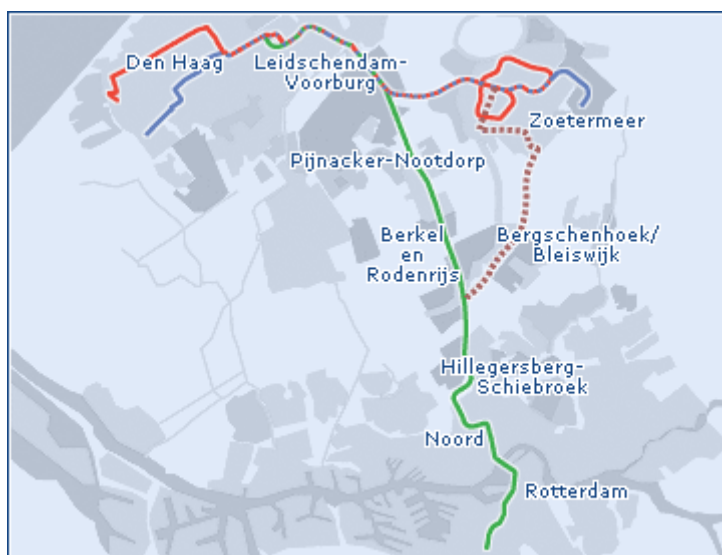 Den Haag
Leidschendam-
Voorburg
Zoetermeer
Pijnacker-Nootdorp
Berkel
en
Rodenrijs
Bergschenhoek/
Bleiswijk
Hillegersberg-
Schiebroek
Noord
Rotterdam